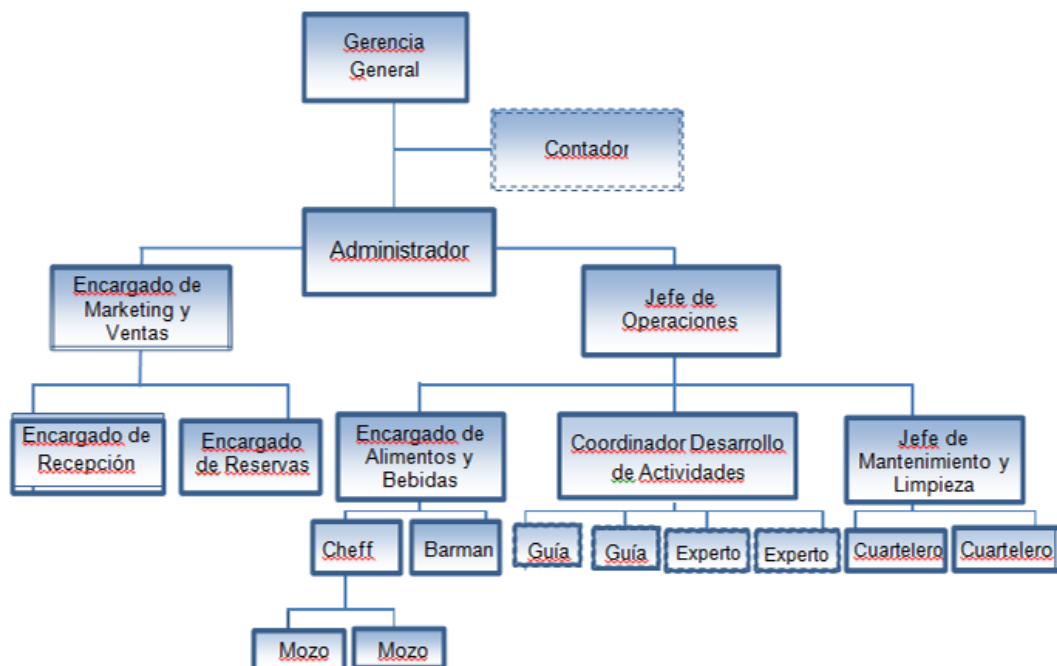 Gerencia
General
Contador
Administrador
Encargado de
Marketing y
Ventas
Jefe de
Operaciones
Encargado de
Recepción
Encargado
de Reservas
Encargado de
Alimentos y
Bebidas
Coordinador Desarrollo
de Actividades
Jefe de
Mantenimiento y
Limpieza
Cheff
Barman
Guía
Guía
Experto
Experto
Cuartelero
Cuartelero
Mozo
Mozo